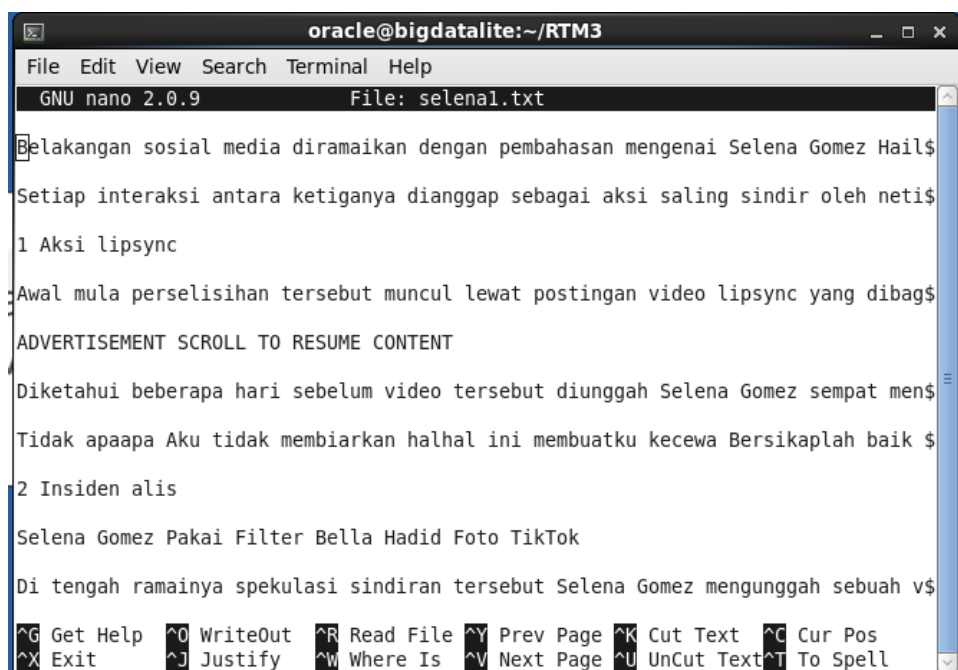 oracle@bigdatalite:~/RTM3
File Edit View Search Terminal Help
GNU nano 2.0.9 File: selena1.txt
Belakangan sosial media diramaikan dengan pembahasan mengenai Selena Gomez Hail$
Setiap interaksi antara ketiganya dianggap sebagai aksi saling sindir oleh neti$
1 Aksi lipsync
Awal mula perselisihan tersebut muncul lewat postingan video lipsync yang dibag$
ADVERTISEMENT SCROLL TO RESUME CONTENT
Diketahui beberapa hari sebelum video tersebut diunggah Selena Gomez sempat men$
Tidak apaapa Aku tidak membiarkan halhal ini membuatku kecewa Bersikaplah baik $
2 Insiden alis
Selena Gomez Pakai Filter Bella Hadid Foto TikTok
Di tengah ramainya spekulasi sindiran tersebut Selena Gomez mengunggah sebuah v$
^G Get Help ^O WriteOut ^R Read File ^Y Prev Page ^K Cut Text ^C Cur Pos
^X Exit ^J Justify ^W Where Is ^V Next Page ^U UnCut Text ^T To Spell